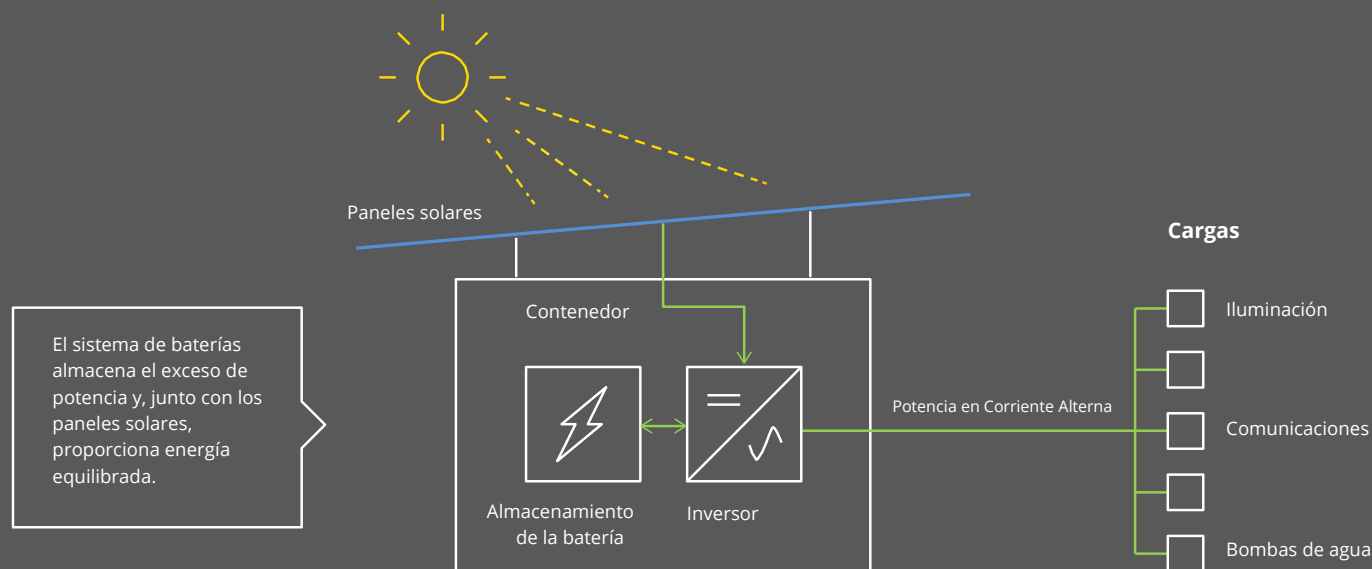 Paneles solares
Cargas
Contenedor
Iluminación
El sistema de baterías
almacena el exceso de
potencia y, junto con los
paneles solares,
proporciona energía
equilibrada.
Potencia en Corriente Alterna
Comunicaciones
Almacenamiento
de la batería
Inversor
Bombas de agua